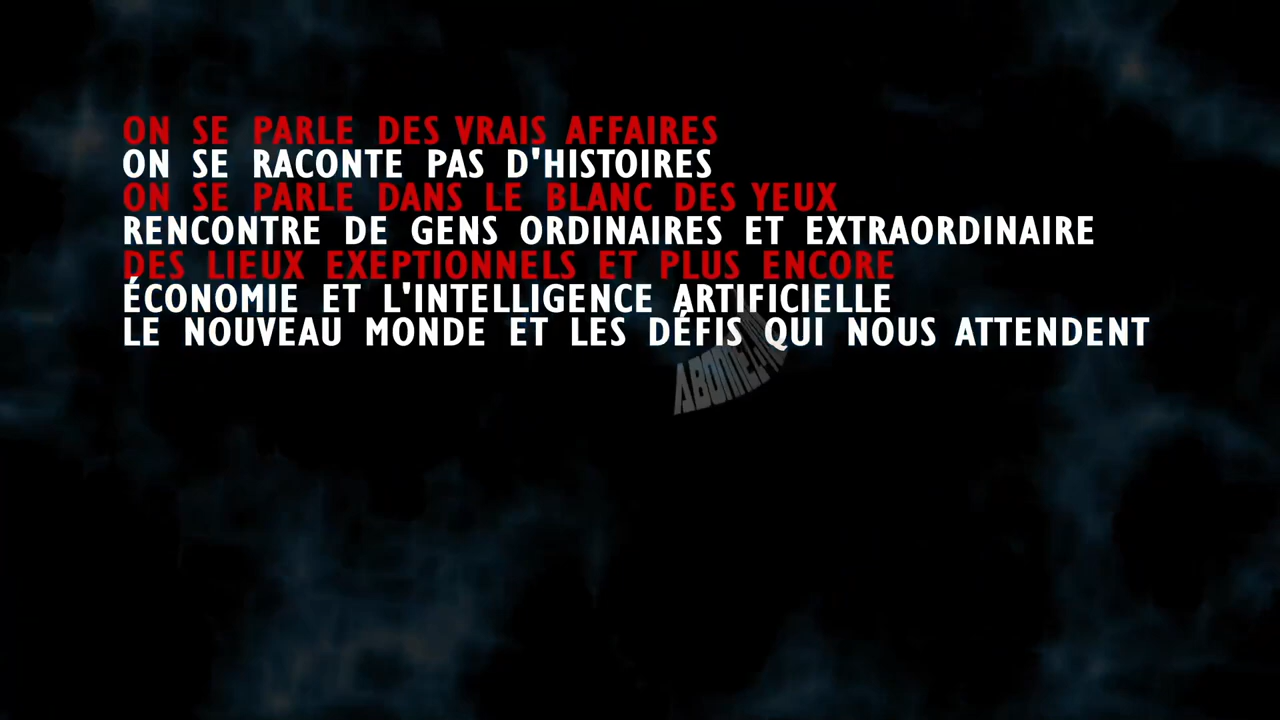 ON SE PARLE DES VRAIS AFFAIRES
ON SE RACONTE PAS D'HISTOIRES
ON SE PARLE DANS LE BLANC DES YEUX
RENCONTRE DE GENS ORDINAIRES ET EXTRAORDINAIRE
DES LIEUX EXEPTIONNELS ET PLUS ENCORE
ÉCONOMIE ET L'INTELLIGENCE ARTIFICIELLE
LE NOUVEAU MONDE ET LES DÉFIS QUI NOUS ATTENDENT